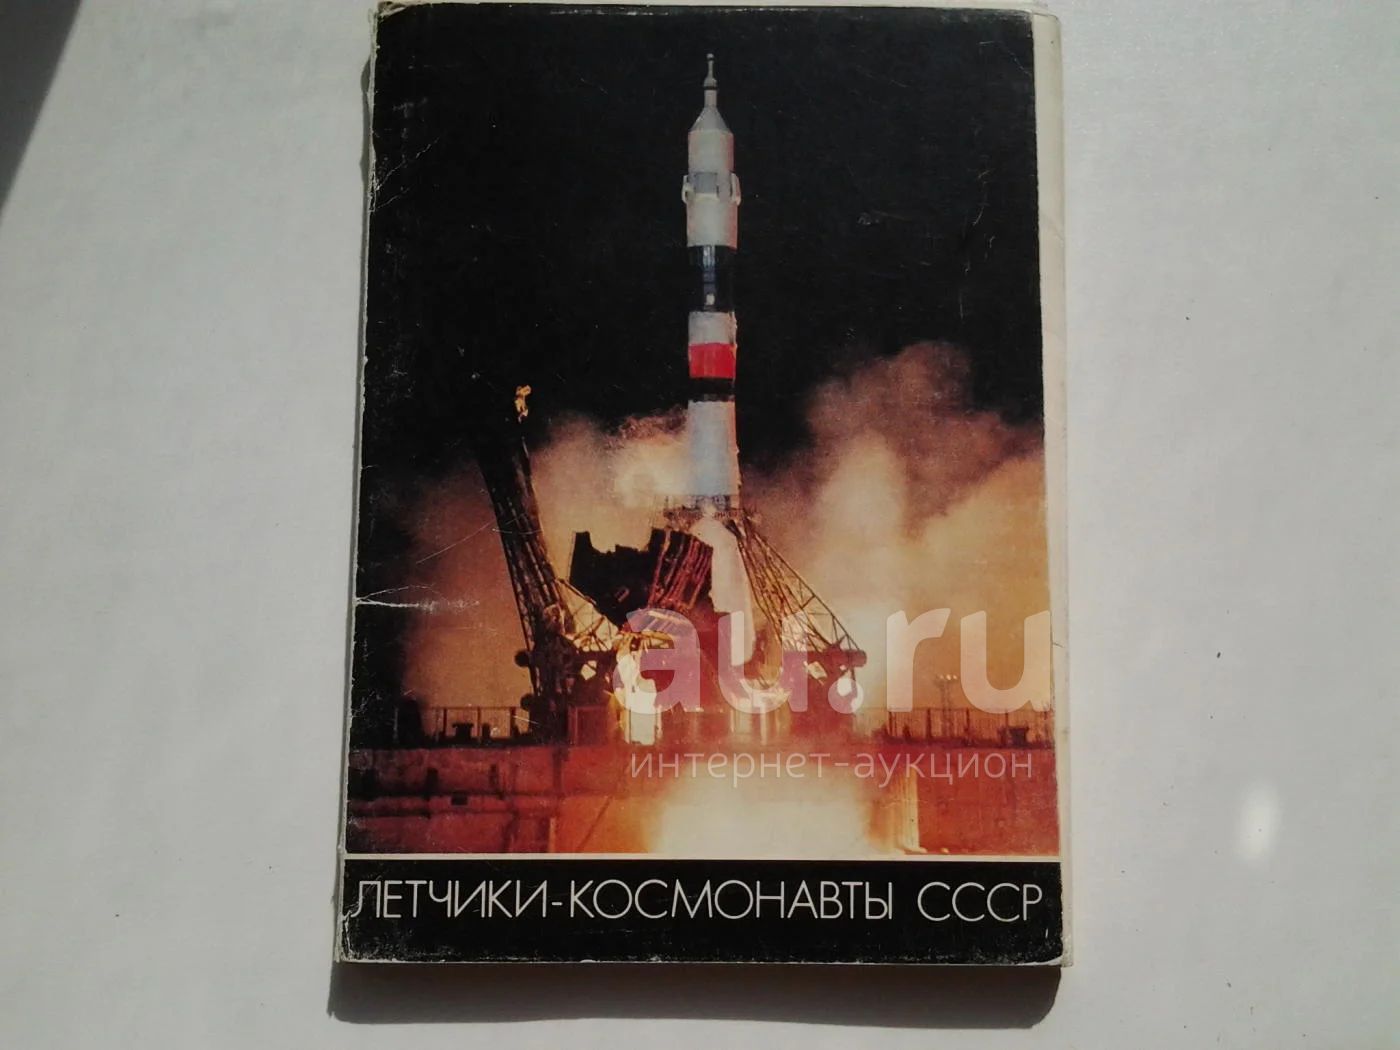 au.ru
интернет-аукцион
ЛЕТЧИКИ-КОСМОНАВТЫ СССР